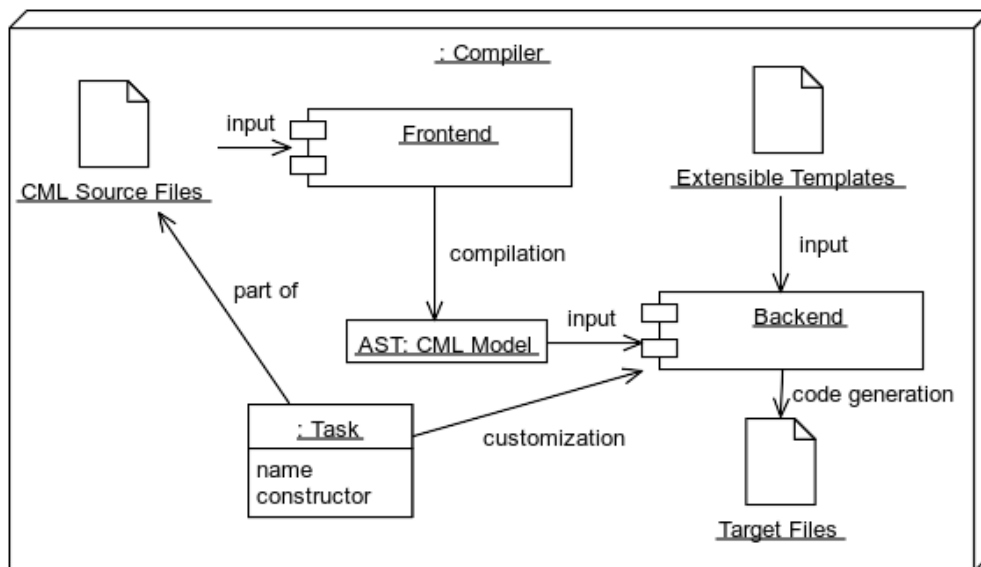 : Compiler
input
Frontend
CML Source Files
Extensible Templates
compilation
input
part of
input
Backend
AST: CML Model
code generation
: Task
customization
name
constructor
Target Files